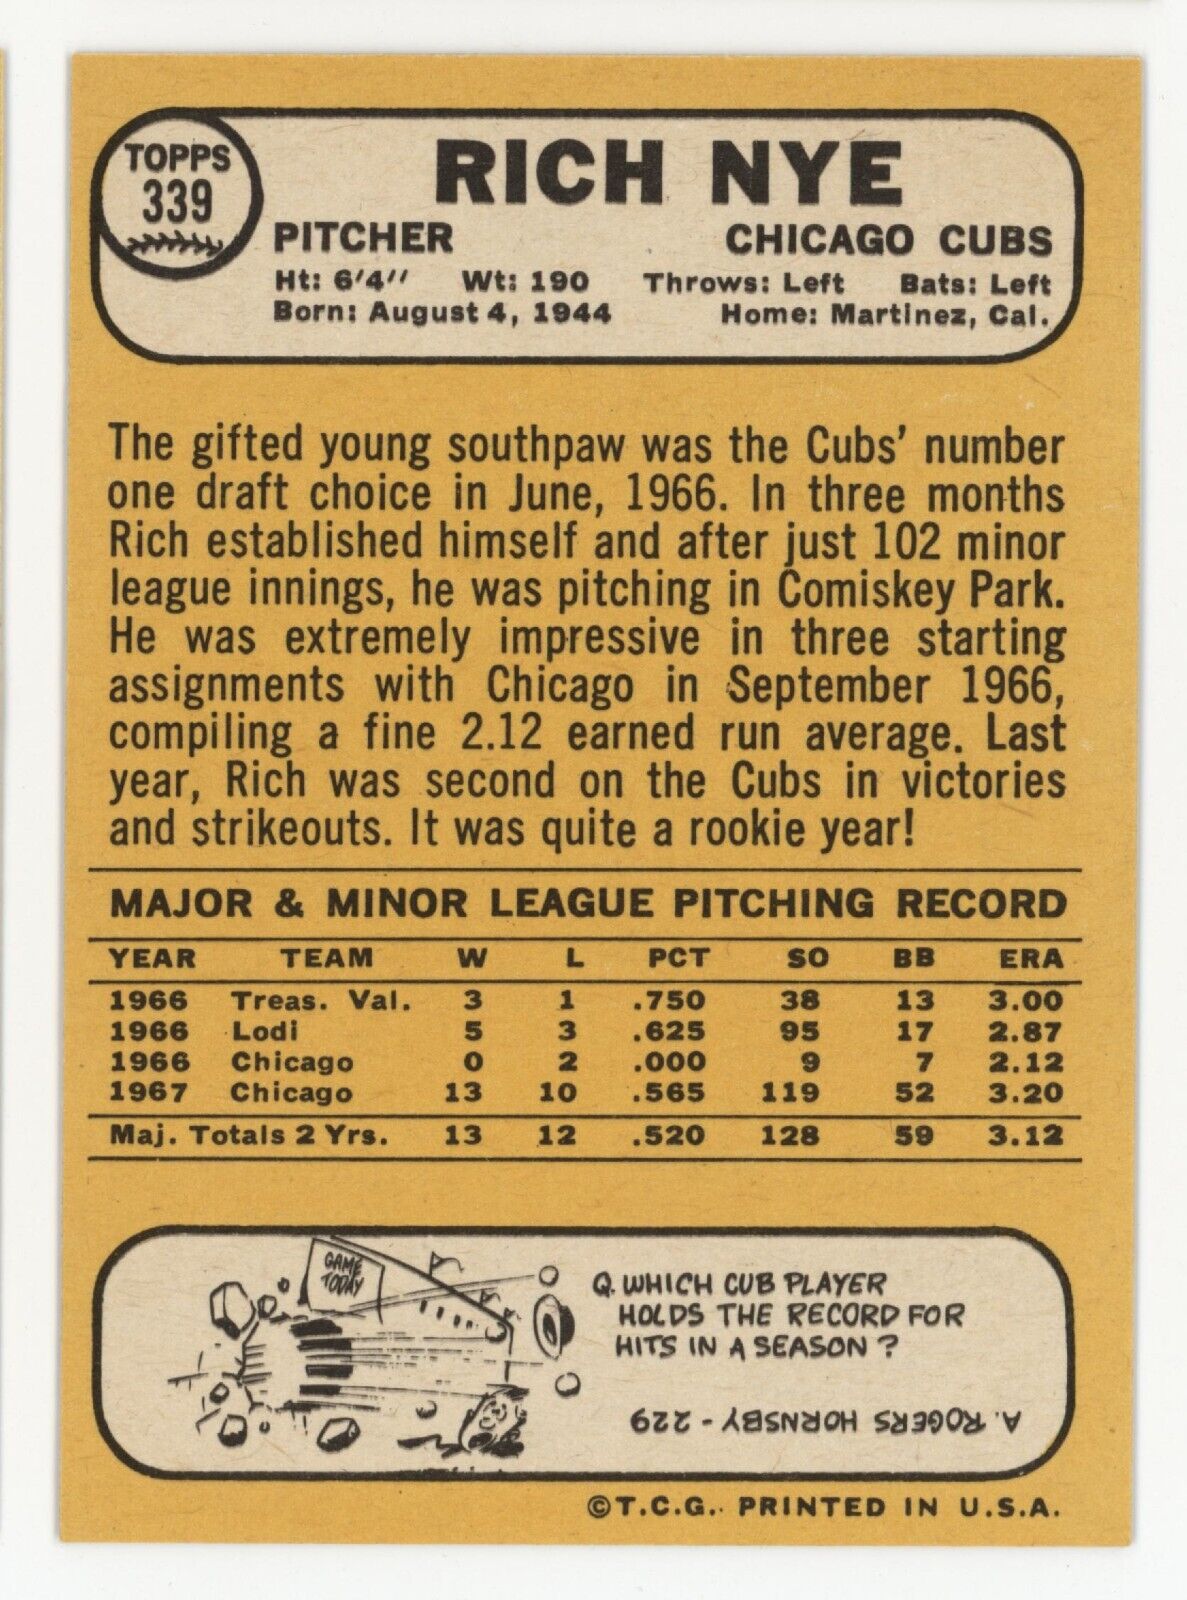 TOPPS
339
RICH NYE
PITCHER CHICAGO CUBS
Ht: 6'4" Wt: 190 Throws: Left Bats: Left
Born: August 4, 1944 Home: Martinez, Cal.
The gifted young southpaw was the Cubs' number
one draft choice in June, 1966. In three months
Rich established himself and after just 102 minor
league innings, he was pitching in Comiskey Park.
He was extremely impressive in three starting
assignments with Chicago in September 1966,
compiling a fine 2.12 earned run average. Last
year, Rich was second on the Cubs in victories
and strikeouts. It was quite a rookie year!
MAJOR & MINOR LEAGUE PITCHING RECORD
YEAR TEAM W L PCT SO BB ERA
1966 Treas. Val. 3 1 .750 38 13 3.00
1966 Lodi 5 3 .625 95 17 2.87
1966 Chicago 0 2 .000 9 7 2.12
1967 Chicago 13 10 .565 119 52 3.20
Maj. Totals 2 Yrs. 13 12 .520 128 59 3.12
GAME
TODAY
Q. WHICH CUB PLAYER
HOLDS THE RECORD FOR
HITS IN A SEASON?
A. ROGERS HORNSBY - 229
©T.C.G. PRINTED IN U.S.A.